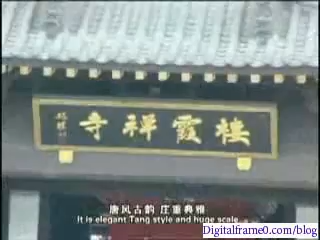 棲霞禅寺
唐风古韵 庄重典雅
It is elegant Tang style and huge scale
Digitalframe0.com/blog